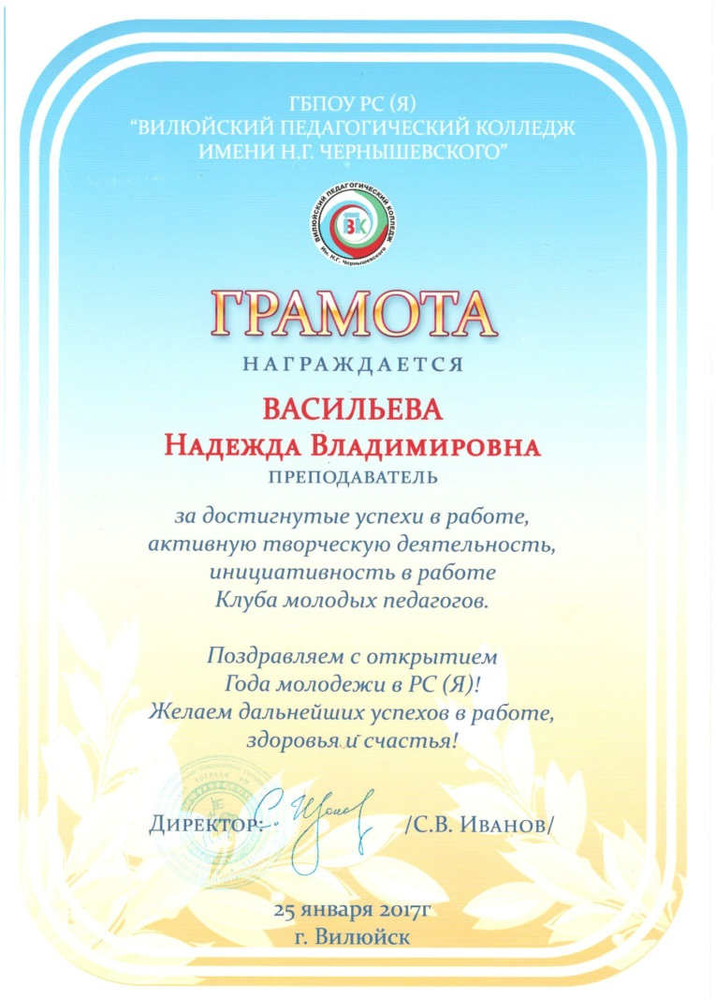 ГБПОУ РС (Я)
“ВИЛЮЙСКИЙ ПЕДАГОГИЧЕСКИЙ КОЛЛЕДЖ
ИМЕНИ Н.Г. ЧЕРНЫШЕВСКОГО”
ВИЛЮЙСКИЙ ПЕДАГОГИЧЕСКИЙ КОЛЛЕДЖ
ВПК
Им. Н.Г. Чернышевского
ГРАМОТА
НАГРАЖДАЕТСЯ
ВАСИЛЬЕВА
НАДЕЖДА ВЛАДИМИРОВНА
ПРЕПОДАВАТЕЛЬ
за достигнутые успехи в работе,
активную творческую деятельность,
инициативность в работе
Клуба молодых педагогов.
Поздравляем с открытием
Года молодежи в РС (Я)!
Желаем дальнейших успехов в работе,
здоровья и счастья!
ДИРЕКТОР: /С.В. ИВАНОВ/
25 января 2017г
г. Вилюйск